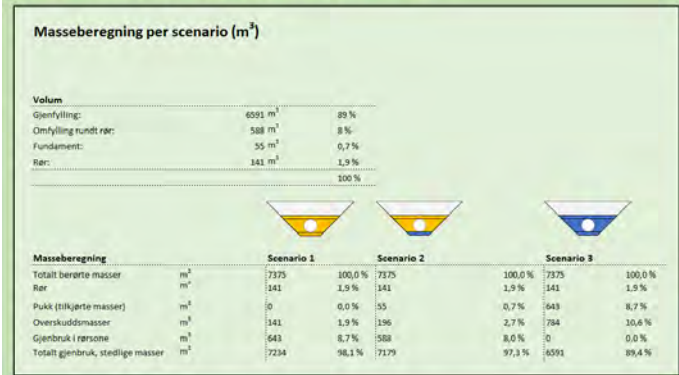 Masseberegning per scenario (m³)
Volum
Gjenfylling: 6591 m³ 89 %
Omfylling rundt rør: 588 m³ 8 %
Fundament: 55 m³ 0,7 %
Rør: 141 m³ 1,9 %
100 %
Masseberegning Scenario 1 Scenario 2 Scenario 3
Totalt berørte masser m³ 7375 100,0 % 7375 100,0 % 7375 100,0 %
Rør m³ 141 1,9 % 141 1,9 % 141 1,9 %
Pukk (tilkjørte masser) m³ 0 0,0 % 55 0,7 % 643 8,7 %
Overskuddsmasser m³ 141 1,9 % 196 2,7 % 784 10,6 %
Gjenbruk i rørsone m³ 643 8,7 % 588 8,0 % 0 0,0 %
Totalt gjenbruk, stedlige masser m³ 7234 98,1 % 7179 97,3 % 6591 89,4 %